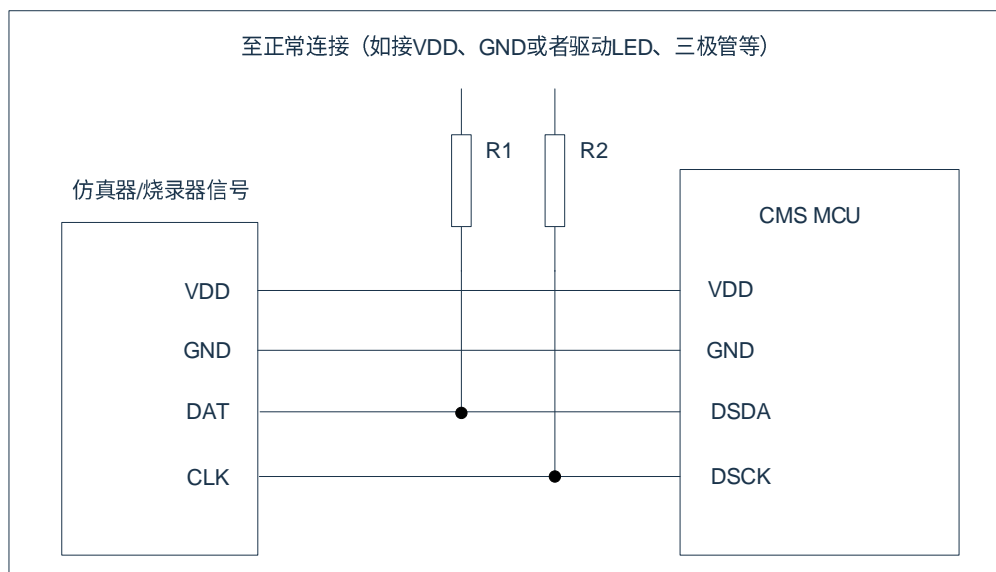 至正常连接（如接VDD、GND或者驱动LED、三极管等）
R1
R2
仿真器/烧录器信号
CMS MCU
VDD
VDD
GND
GND
DAT
DSDA
CLK
DSCK